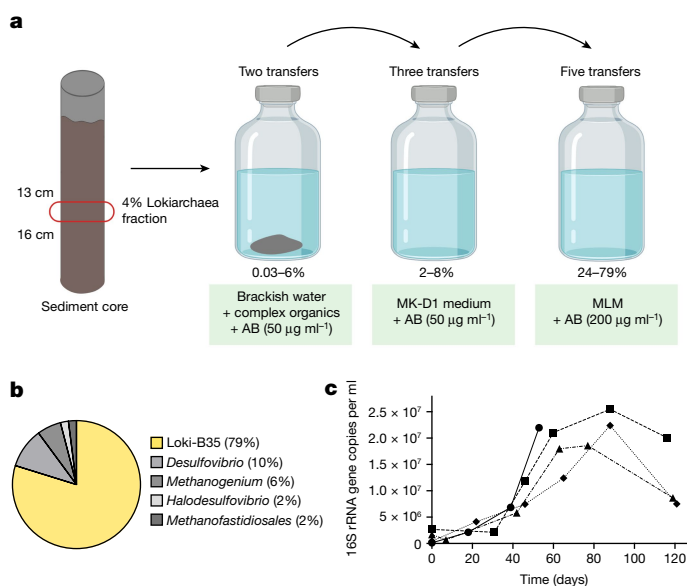 a
Two transfers
Three transfers
Five transfers
13 cm
16 cm
4% Lokiarchaea
fraction
Sediment core
0.03–6%
2–8%
24–79%
Brackish water
+ complex organics
+ AB (50 μg ml⁻¹)
MK-D1 medium
+ AB (50 μg ml⁻¹)
MLM
+ AB (200 μg ml⁻¹)
b
Loki-B35 (79%)
Desulfovibrio (10%)
Methanogenium (6%)
Halodesulfovibrio (2%)
Methanofastidiosales (2%)
c
16S rRNA gene copies per ml
2.5 × 10⁷
2.0 × 10⁷
1.5 × 10⁷
1.0 × 10⁷
5 × 10⁶
0
0 20 40 60 80 100 120
Time (days)